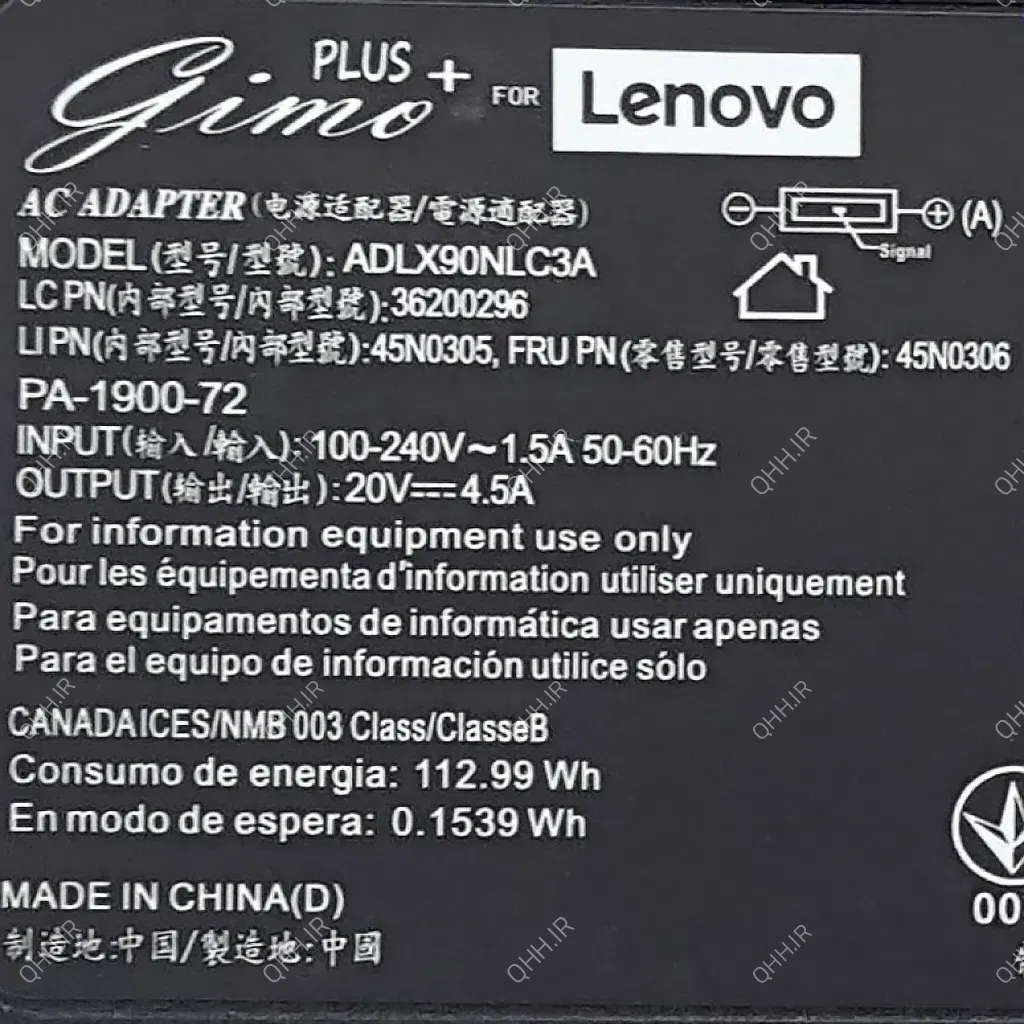 Gimo PLUS + FOR Lenovo
AC ADAPTER(电源适配器/電源適配器)
⊖ ⊕ (A)
Signal
MODEL(型号/型號): ADLX90NLC3A
LC PN(内部型号/內部型號):36200296
LI PN(内部型号/內部型號):45N0305, FRU PN(零售型号/零售型號): 45N0306
PA-1900-72
INPUT(输入/輸入): 100-240V～1.5A 50-60Hz
OUTPUT(输出/輸出):20V⎓4.5A
For information equipment use only
Pour les équipementa d'information utiliser uniquement
Para equipamentos de informática usar apenas
Para el equipo de información utilice sólo
CANADAICES/NMB 003 Class/ClasseB
Consumo de energia: 112.99 Wh
En modo de espera: 0.1539 Wh
00
MADE IN CHINA(D)
制造地:中国/製造地:中國
QHH.IR